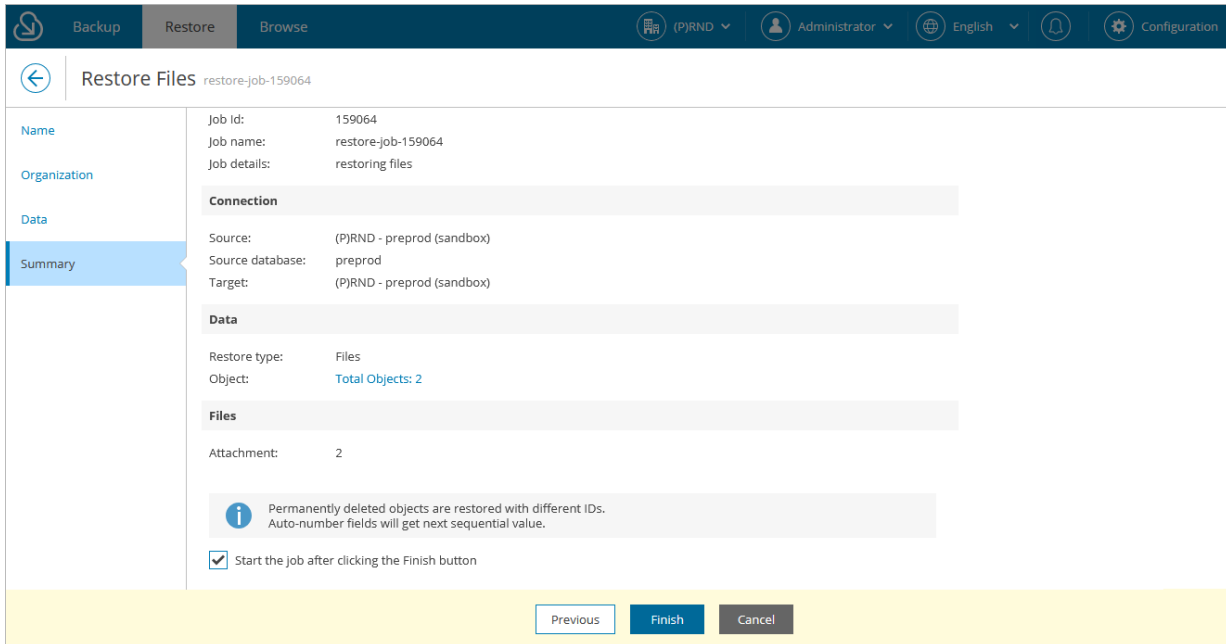 Backup Restore Browse (P)RND Administrator English Configuration
Restore Files restore-job-159064
Name
Organization
Data
Summary
Job Id: 159064
Job name: restore-job-159064
Job details: restoring files
Connection
Source: (P)RND - preprod (sandbox)
Source database: preprod
Target: (P)RND - preprod (sandbox)
Data
Restore type: Files
Object: Total Objects: 2
Files
Attachment: 2
Permanently deleted objects are restored with different IDs.
Auto-number fields will get next sequential value.
Start the job after clicking the Finish button
Previous Finish Cancel